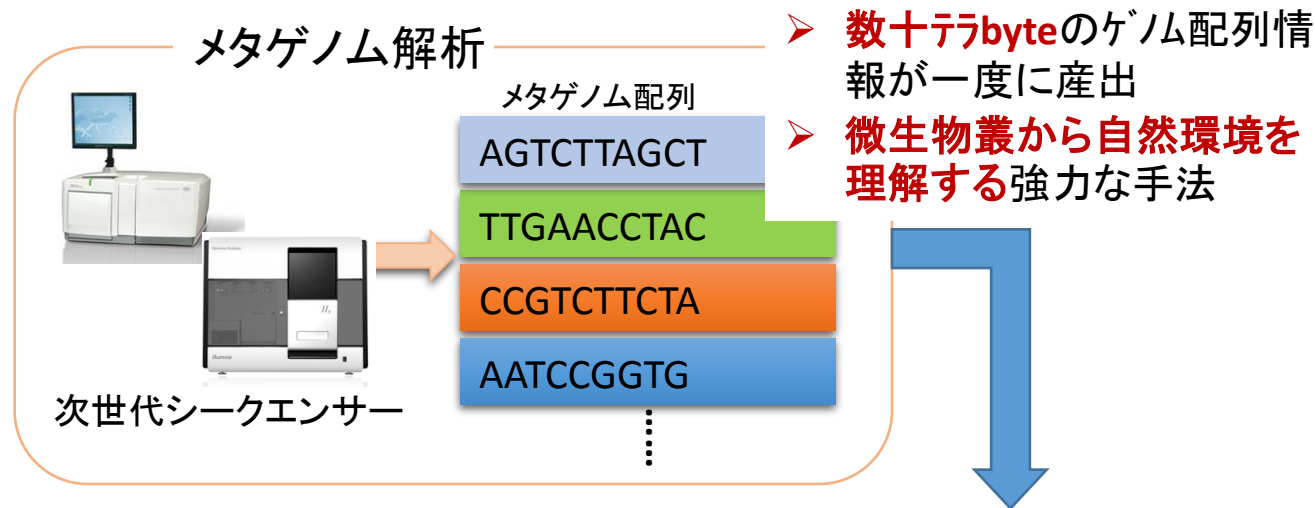 メタゲノム解析
➢ 数十ﾃﾗbyteのｹﾞﾉﾑ配列情
報が一度に産出
➢ 微生物叢から自然環境を
理解する強力な手法
メタゲノム配列
AGTCTTAGCT
TTGAACCTAC
CCGTCTTCTA
AATCCGGTG
次世代シークエンサー